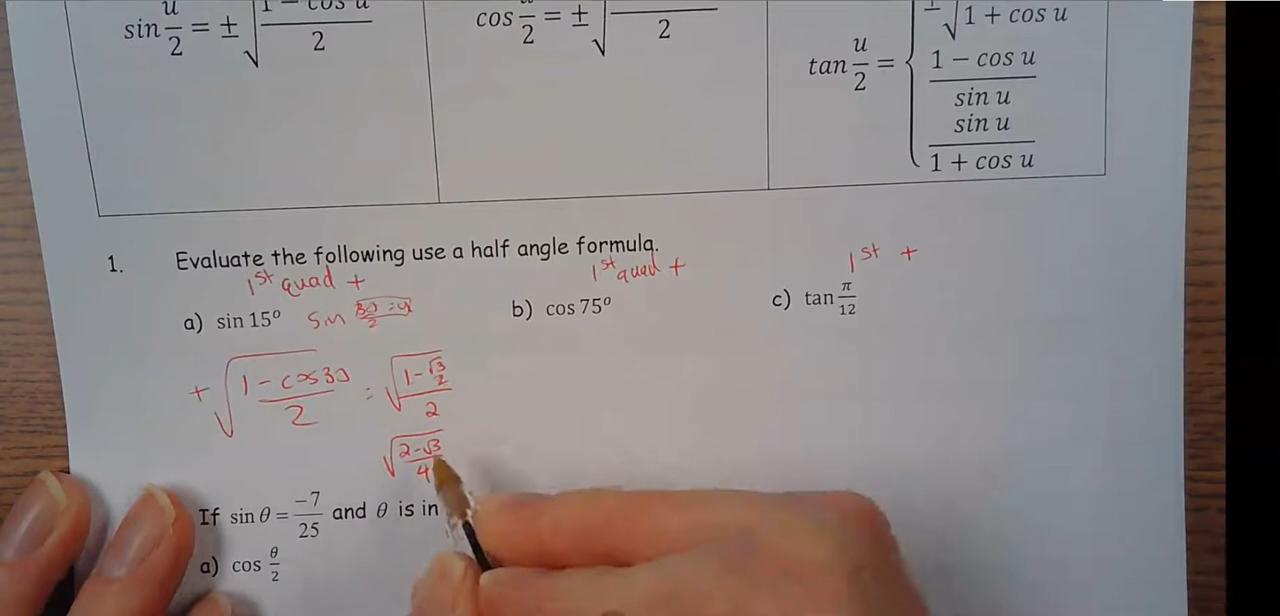 sin u/2 = ± √(1 − cos u / 2)
cos u/2 = ± √( / 2)
tan u/2 = { ± √( / 1 + cos u)
1 − cos u / sin u
sin u / 1 + cos u
1. Evaluate the following use a half angle formula.
1st quad +
1st quad +
1st +
a) sin 15° sin 30/2 = u
b) cos 75°
c) tan π/12
+ √(1 − cos 30 / 2) = √(1 − √3/2 / 2)
√(2 − √3 / 4)
If sin θ = −7/25 and θ is in
a) cos θ/2